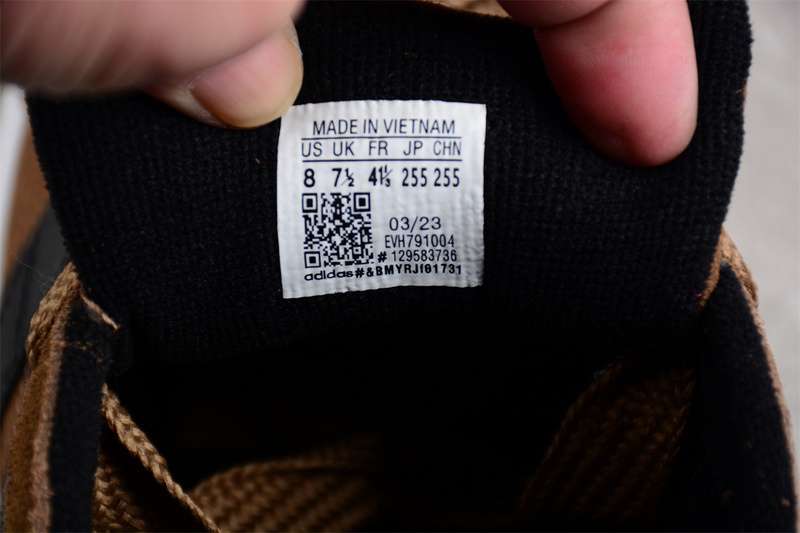 MADE IN VIETNAM
US UK FR JP CHN
8 7½ 41⅓ 255 255
03/23
EVH791004
# 129583736
adidas#&BMYRJI01731